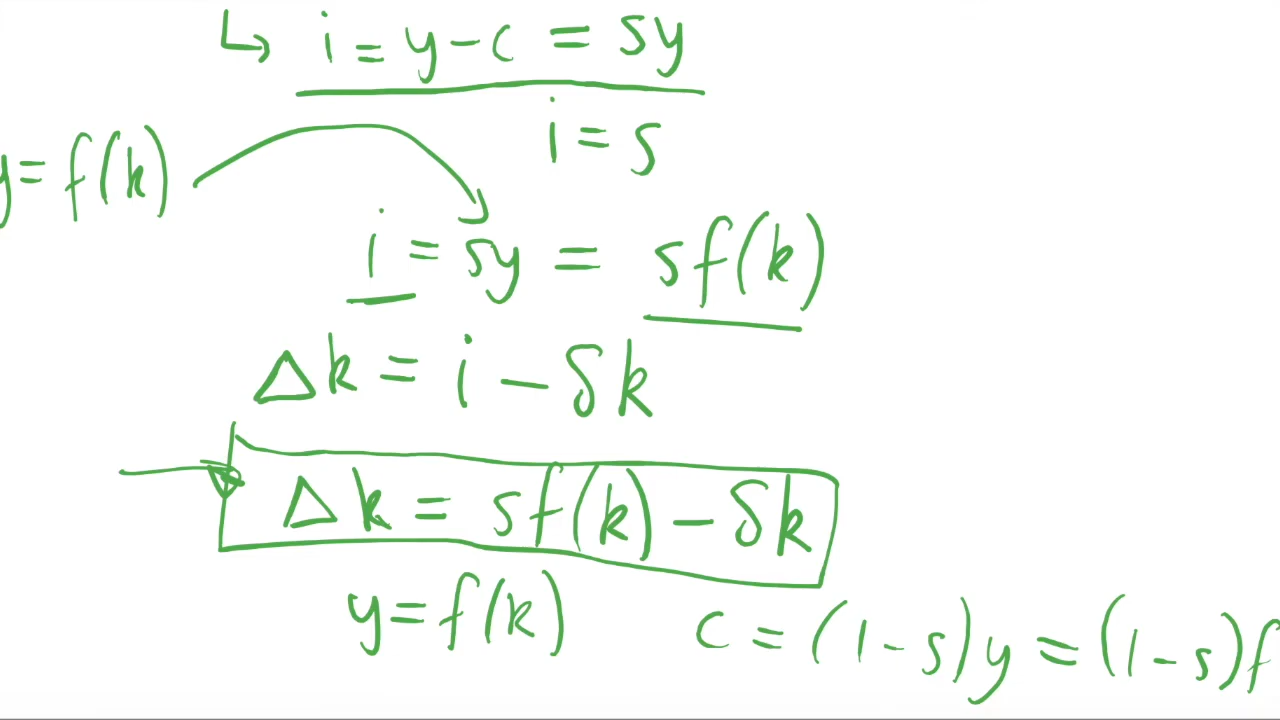 ↳ i = y - c = sy
i = s
y = f(k)
i = sy = sf(k)
Δk = i - δk
Δk = sf(k) - δk
y = f(k) c = (1-s)y = (1-s)f